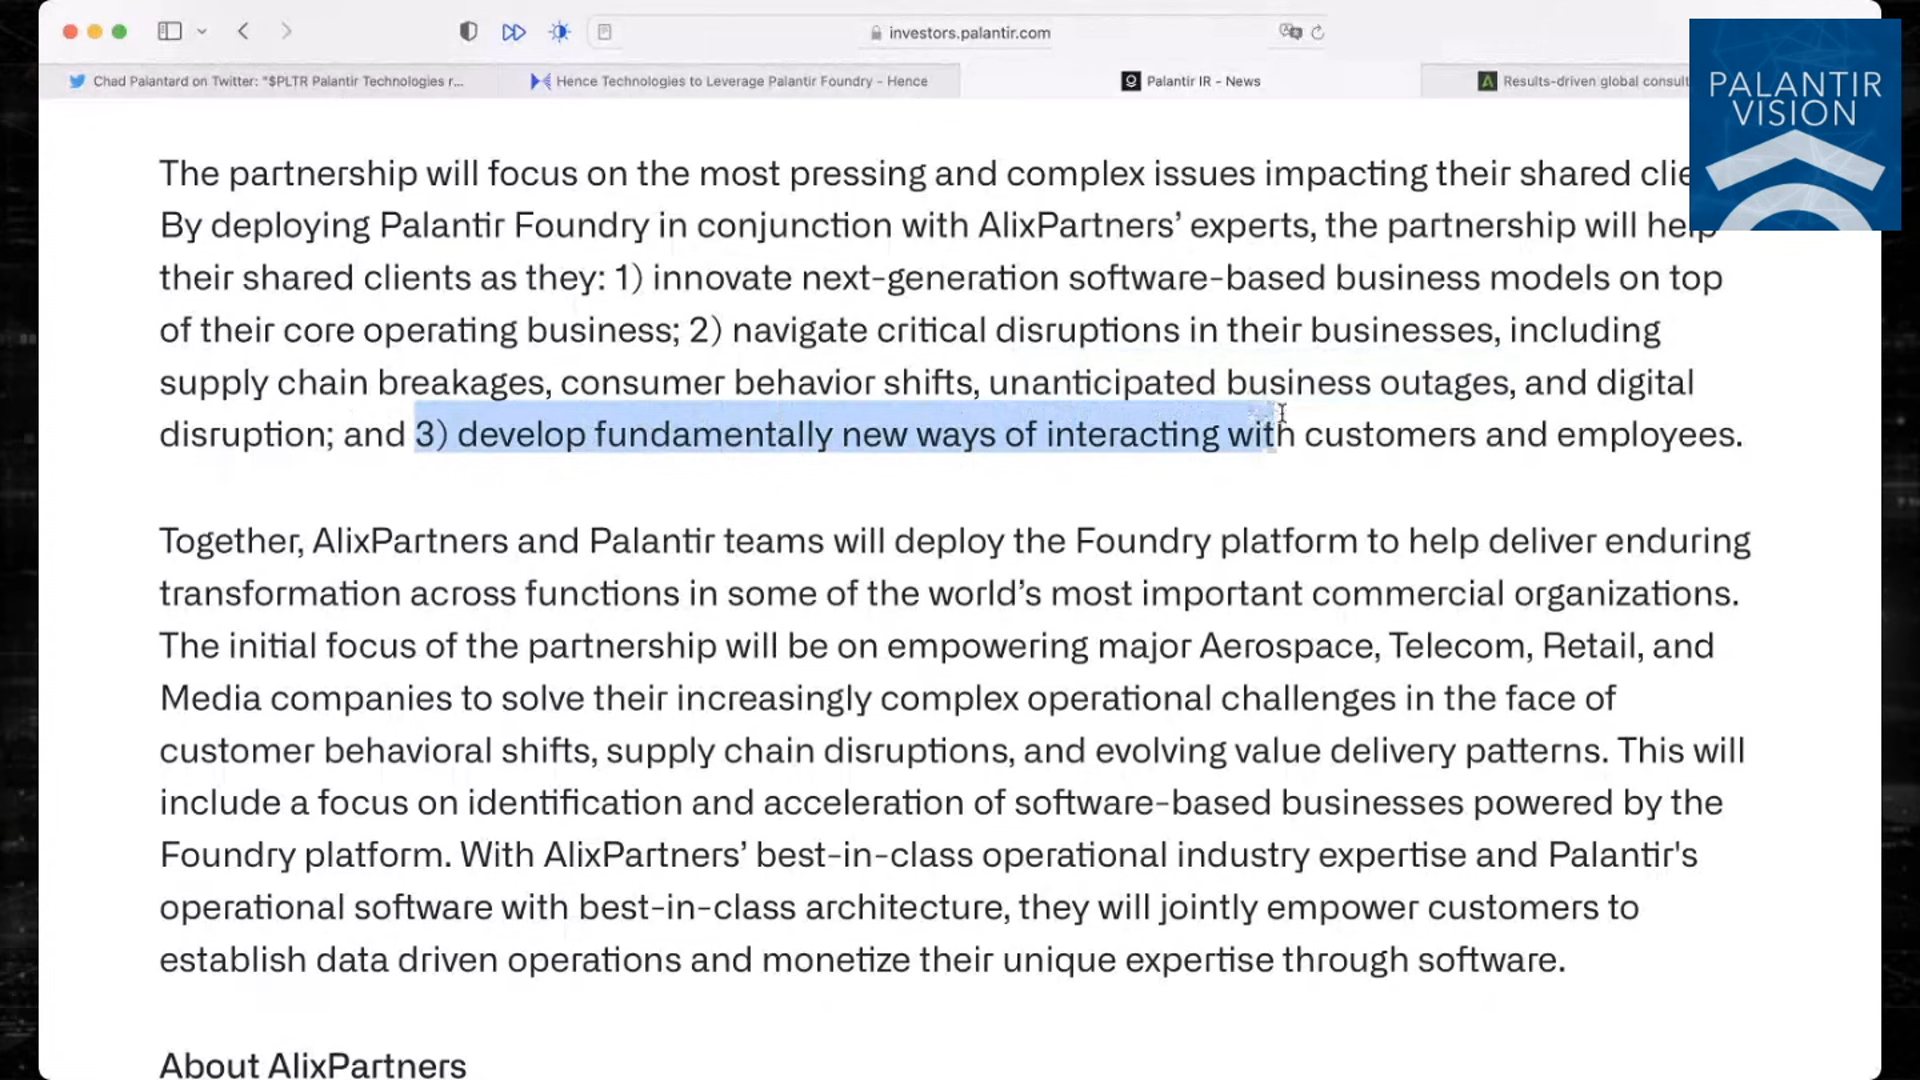 investors.palantir.com
Chad Palantard on Twitter: "$PLTR Palantir Technologies r...
Hence Technologies to Leverage Palantir Foundry - Hence
Palantir IR - News
Results-driven global consult
PALANTIR
VISION
The partnership will focus on the most pressing and complex issues impacting their shared clie
By deploying Palantir Foundry in conjunction with AlixPartners’ experts, the partnership will help
their shared clients as they: 1) innovate next-generation software-based business models on top
of their core operating business; 2) navigate critical disruptions in their businesses, including
supply chain breakages, consumer behavior shifts, unanticipated business outages, and digital
disruption; and 3) develop fundamentally new ways of interacting with customers and employees.
Together, AlixPartners and Palantir teams will deploy the Foundry platform to help deliver enduring
transformation across functions in some of the world’s most important commercial organizations.
The initial focus of the partnership will be on empowering major Aerospace, Telecom, Retail, and
Media companies to solve their increasingly complex operational challenges in the face of
customer behavioral shifts, supply chain disruptions, and evolving value delivery patterns. This will
include a focus on identification and acceleration of software-based businesses powered by the
Foundry platform. With AlixPartners’ best-in-class operational industry expertise and Palantir's
operational software with best-in-class architecture, they will jointly empower customers to
establish data driven operations and monetize their unique expertise through software.
About AlixPartners